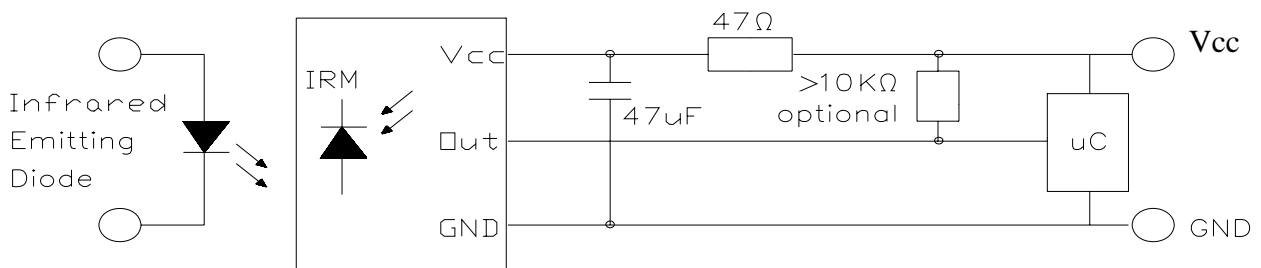 Infrared
Emitting
Diode
IRM
Vcc
Out
GND
47uF
47Ω
>10KΩ
optional
uC
Vcc
GND